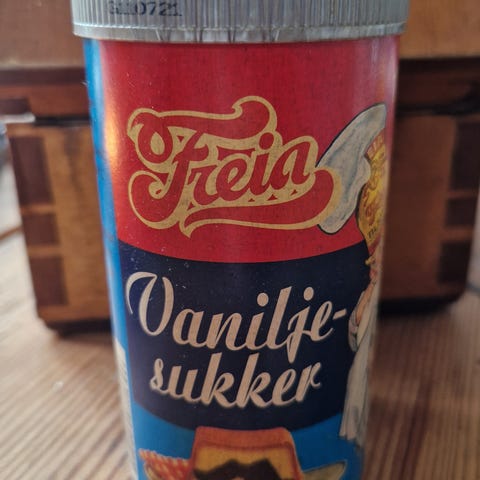 Freia
Vanilje-
sukker